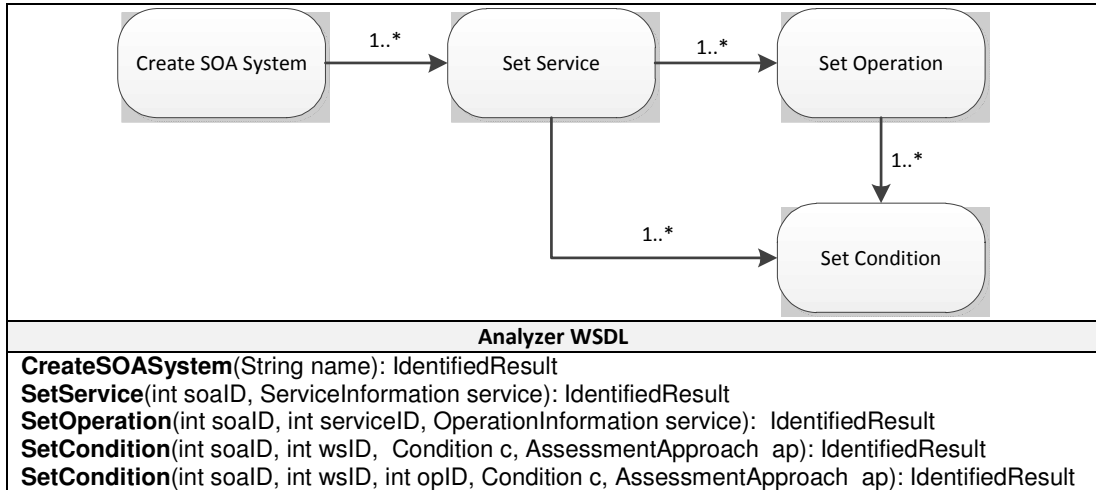 Create SOA System
1..*
Set Service
1..*
Set Operation
1..*
1..*
Set Condition
Analyzer WSDL
CreateSOASystem(String name): IdentifiedResult
SetService(int soaID, ServiceInformation service): IdentifiedResult
SetOperation(int soaID, int serviceID, OperationInformation service): IdentifiedResult
SetCondition(int soaID, int wsID, Condition c, AssessmentApproach ap): IdentifiedResult
SetCondition(int soaID, int wsID, int opID, Condition c, AssessmentApproach ap): IdentifiedResult